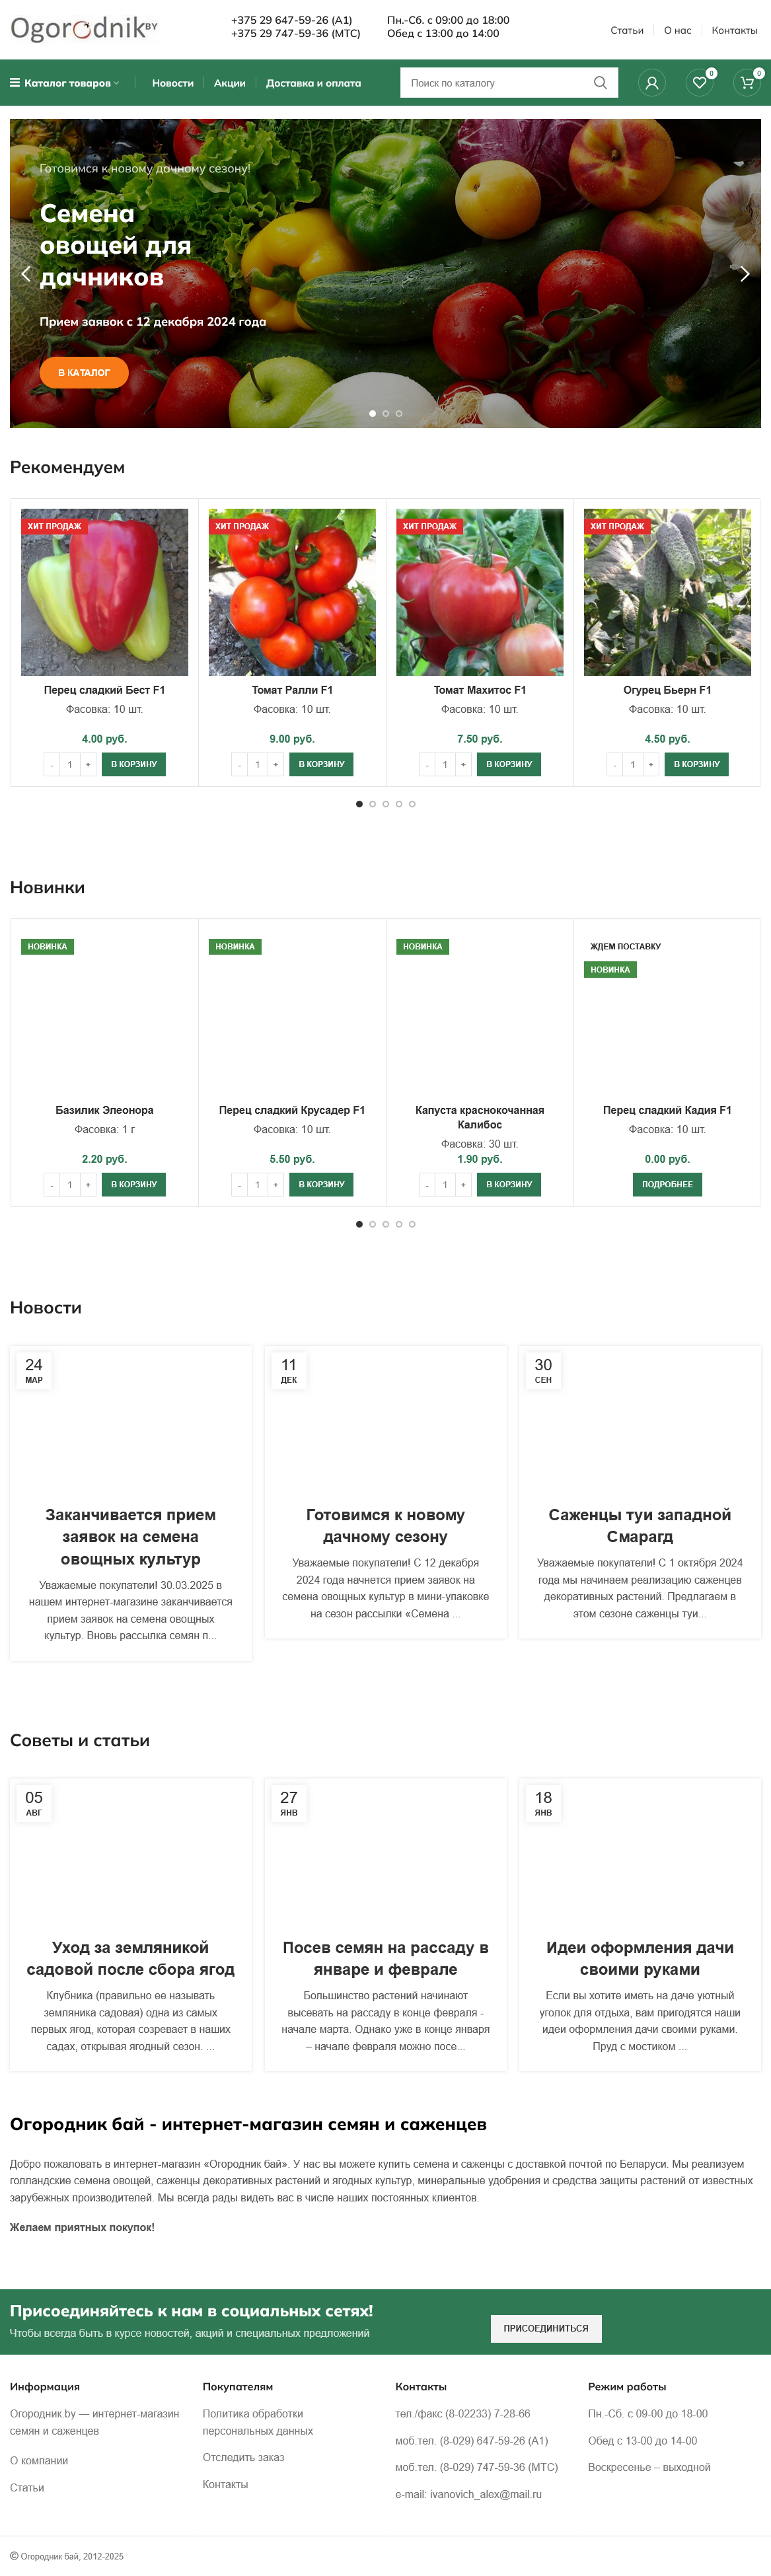 Ogorodnik BY
+375 29 647-59-26 (А1)
+375 29 747-59-36 (МТС)
Пн.-Сб. с 09:00 до 18:00
Обед с 13:00 до 14:00
Статьи
О нас
Контакты
Каталог товаров
Новости
Акции
Доставка и оплата
Поиск по каталогу
0
0
Готовимся к новому дачному сезону!
Семена
овощей для
дачников
Прием заявок с 12 декабря 2024 года
В КАТАЛОГ
Рекомендуем
ХИТ ПРОДАЖ
Перец сладкий Бест F1
Фасовка: 10 шт.
4.00 руб.
- 1 +
В КОРЗИНУ
ХИТ ПРОДАЖ
Томат Ралли F1
Фасовка: 10 шт.
9.00 руб.
- 1 +
В КОРЗИНУ
ХИТ ПРОДАЖ
Томат Махитос F1
Фасовка: 10 шт.
7.50 руб.
- 1 +
В КОРЗИНУ
ХИТ ПРОДАЖ
Огурец Бьерн F1
Фасовка: 10 шт.
4.50 руб.
- 1 +
В КОРЗИНУ
Новинки
НОВИНКА
Базилик Элеонора
Фасовка: 1 г
2.20 руб.
- 1 +
В КОРЗИНУ
НОВИНКА
Перец сладкий Крусадер F1
Фасовка: 10 шт.
5.50 руб.
- 1 +
В КОРЗИНУ
НОВИНКА
Капуста краснокочанная
Калибос
Фасовка: 30 шт.
1.90 руб.
- 1 +
В КОРЗИНУ
ЖДЕМ ПОСТАВКУ
НОВИНКА
Перец сладкий Кадия F1
Фасовка: 10 шт.
0.00 руб.
ПОДРОБНЕЕ
Новости
24
МАР
Заканчивается прием
заявок на семена
овощных культур
Уважаемые покупатели! 30.03.2025 в
нашем интернет-магазине заканчивается
прием заявок на семена овощных
культур. Вновь рассылка семян п...
11
ДЕК
Готовимся к новому
дачному сезону
Уважаемые покупатели! С 12 декабря
2024 года начнется прием заявок на
семена овощных культур в мини-упаковке
на сезон рассылки «Семена ...
30
СЕН
Саженцы туи западной
Смарагд
Уважаемые покупатели! С 1 октября 2024
года мы начинаем реализацию саженцев
декоративных растений. Предлагаем в
этом сезоне саженцы туи...
Советы и статьи
05
АВГ
Уход за земляникой
садовой после сбора ягод
Клубника (правильно ее называть
земляника садовая) одна из самых
первых ягод, которая созревает в наших
садах, открывая ягодный сезон. ...
27
ЯНВ
Посев семян на рассаду в
январе и феврале
Большинство растений начинают
высевать на рассаду в конце февраля -
начале марта. Однако уже в конце января
– начале февраля можно посе...
18
ЯНВ
Идеи оформления дачи
своими руками
Если вы хотите иметь на даче уютный
уголок для отдыха, вам пригодятся наши
идеи оформления дачи своими руками.
Пруд с мостиком ...
Огородник бай - интернет-магазин семян и саженцев
Добро пожаловать в интернет-магазин «Огородник бай». У нас вы можете купить семена и саженцы с доставкой почтой по Беларуси. Мы реализуем
голландские семена овощей, саженцы декоративных растений и ягодных культур, минеральные удобрения и средства защиты растений от известных
зарубежных производителей. Мы всегда рады видеть вас в числе наших постоянных клиентов.
Желаем приятных покупок!
Присоединяйтесь к нам в социальных сетях!
Чтобы всегда быть в курсе новостей, акций и специальных предложений
ПРИСОЕДИНИТЬСЯ
Информация
Огородник.by — интернет-магазин
семян и саженцев
О компании
Статьи
Покупателям
Политика обработки
персональных данных
Отследить заказ
Контакты
Контакты
тел./факс (8-02233) 7-28-66
моб.тел. (8-029) 647-59-26 (А1)
моб.тел. (8-029) 747-59-36 (МТС)
e-mail: ivanovich_alex@mail.ru
Режим работы
Пн.-Сб. с 09-00 до 18-00
Обед с 13-00 до 14-00
Воскресенье – выходной
© Огородник бай, 2012-2025